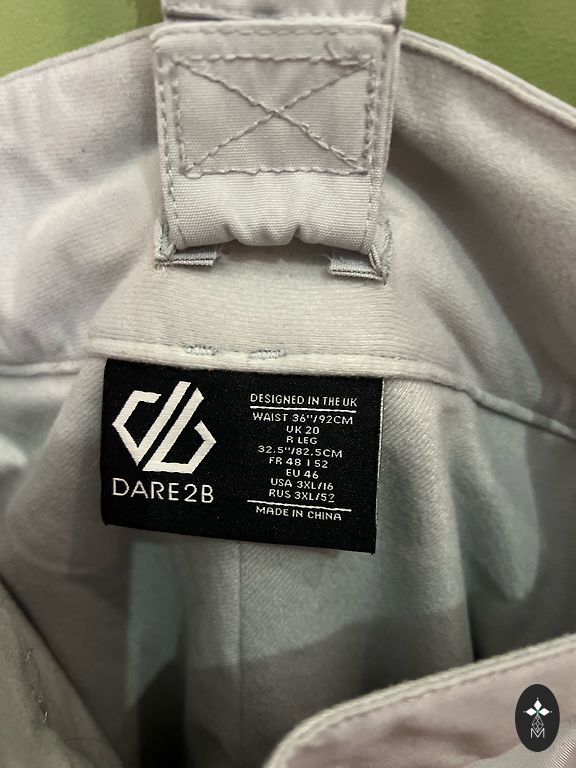 DARE2B
DESIGNED IN THE UK
WAIST 36"/92CM
UK 20
R LEG
32.5"/82.5CM
FR 48 I 52
EU 46
USA 3XL/16
RUS 3XL/52
MADE IN CHINA